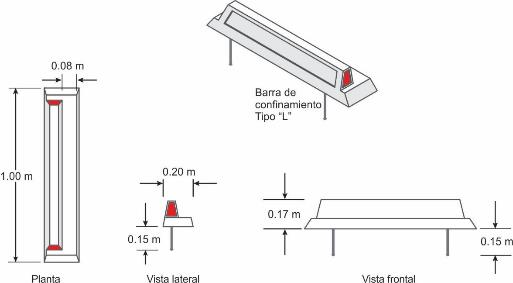 0.08 m
Barra de
confinamiento
Tipo “L”
1.00 m
0.20 m
0.15 m
0.17 m
0.15 m
Planta
Vista lateral
Vista frontal